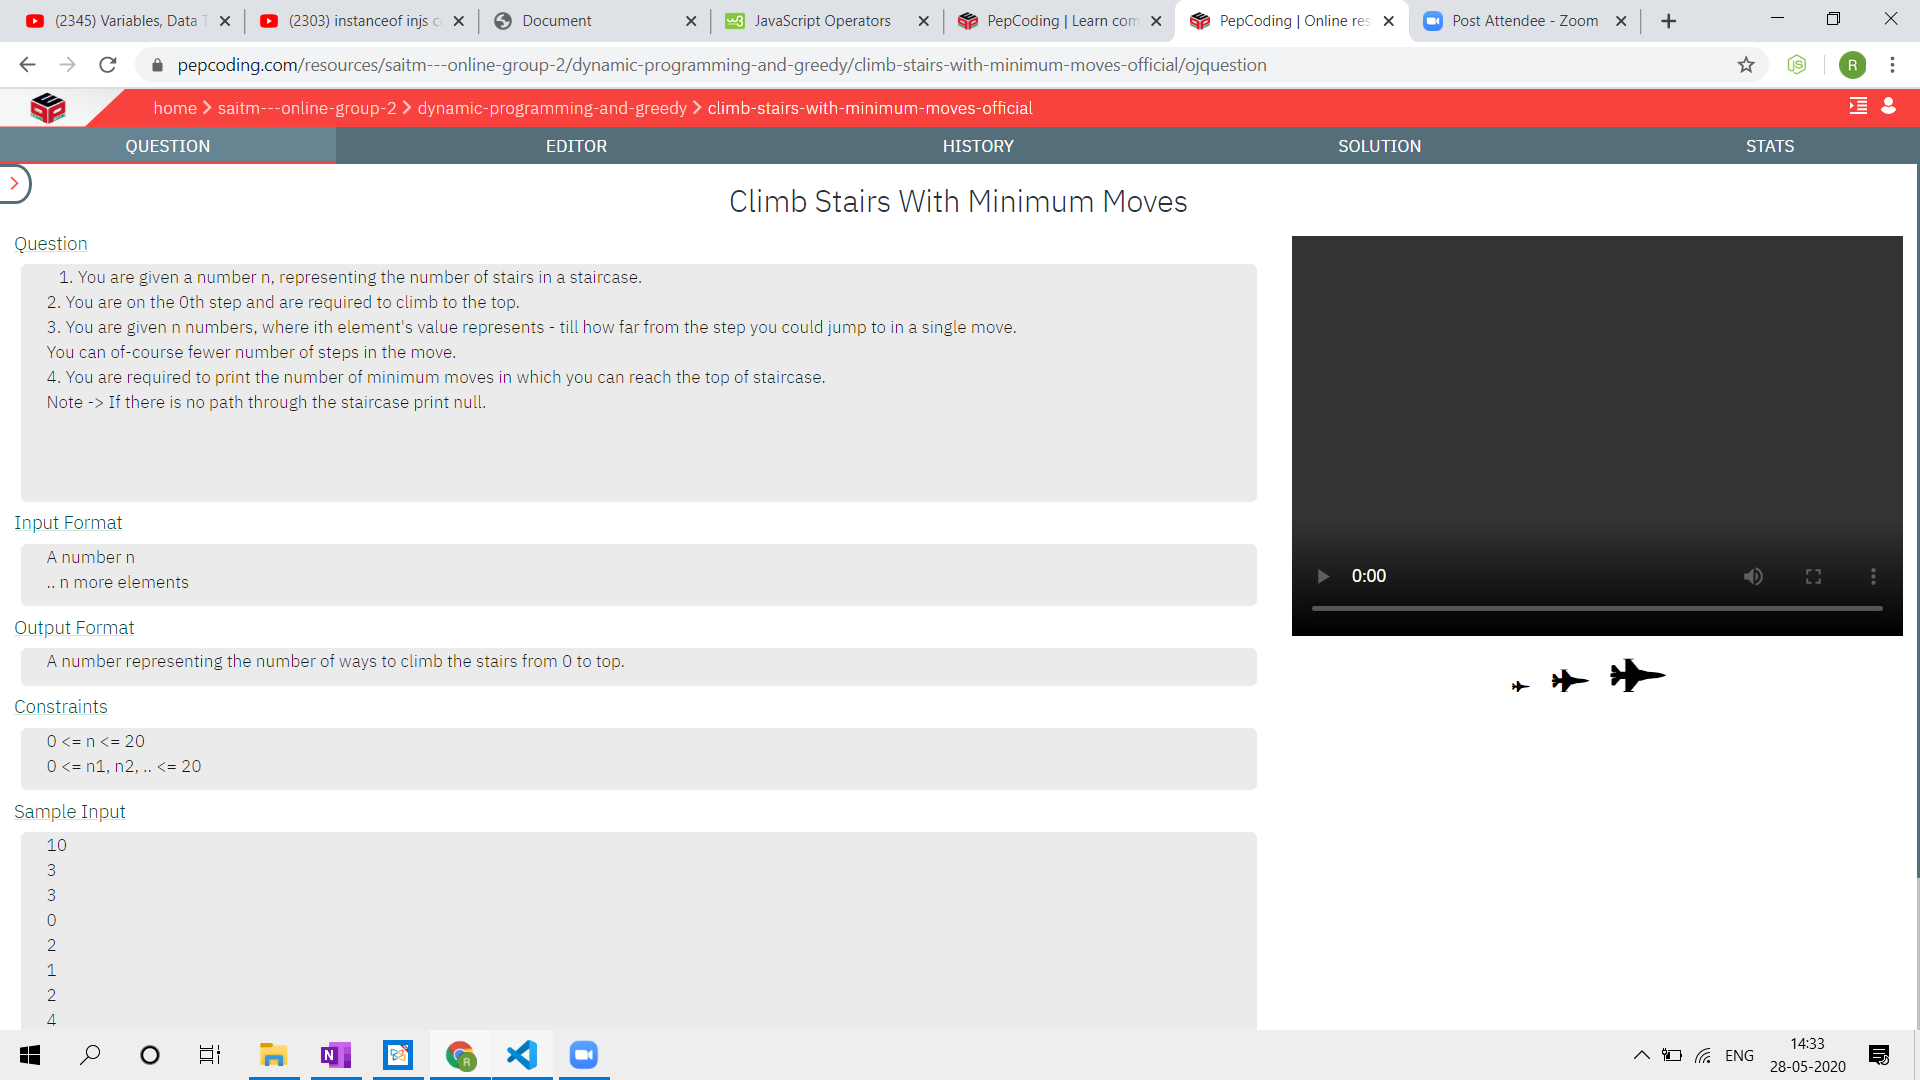 (2345) Variables, Data T
(2303) instanceof injs c
Document
JavaScript Operators
PepCoding | Learn com
PepCoding | Online res
Post Attendee - Zoom
pepcoding.com/resources/saitm---online-group-2/dynamic-programming-and-greedy/climb-stairs-with-minimum-moves-official/ojquestion
R
home > saitm---online-group-2 > dynamic-programming-and-greedy > climb-stairs-with-minimum-moves-official
QUESTION EDITOR HISTORY SOLUTION STATS
Climb Stairs With Minimum Moves
Question
1. You are given a number n, representing the number of stairs in a staircase.
2. You are on the 0th step and are required to climb to the top.
3. You are given n numbers, where ith element's value represents - till how far from the step you could jump to in a single move.
You can of-course fewer number of steps in the move.
4. You are required to print the number of minimum moves in which you can reach the top of staircase.
Note -> If there is no path through the staircase print null.
0:00
Input Format
A number n
.. n more elements
Output Format
A number representing the number of ways to climb the stairs from 0 to top.
Constraints
0 <= n <= 20
0 <= n1, n2, .. <= 20
Sample Input
10
3
3
0
2
1
2
4
ENG
14:33
28-05-2020